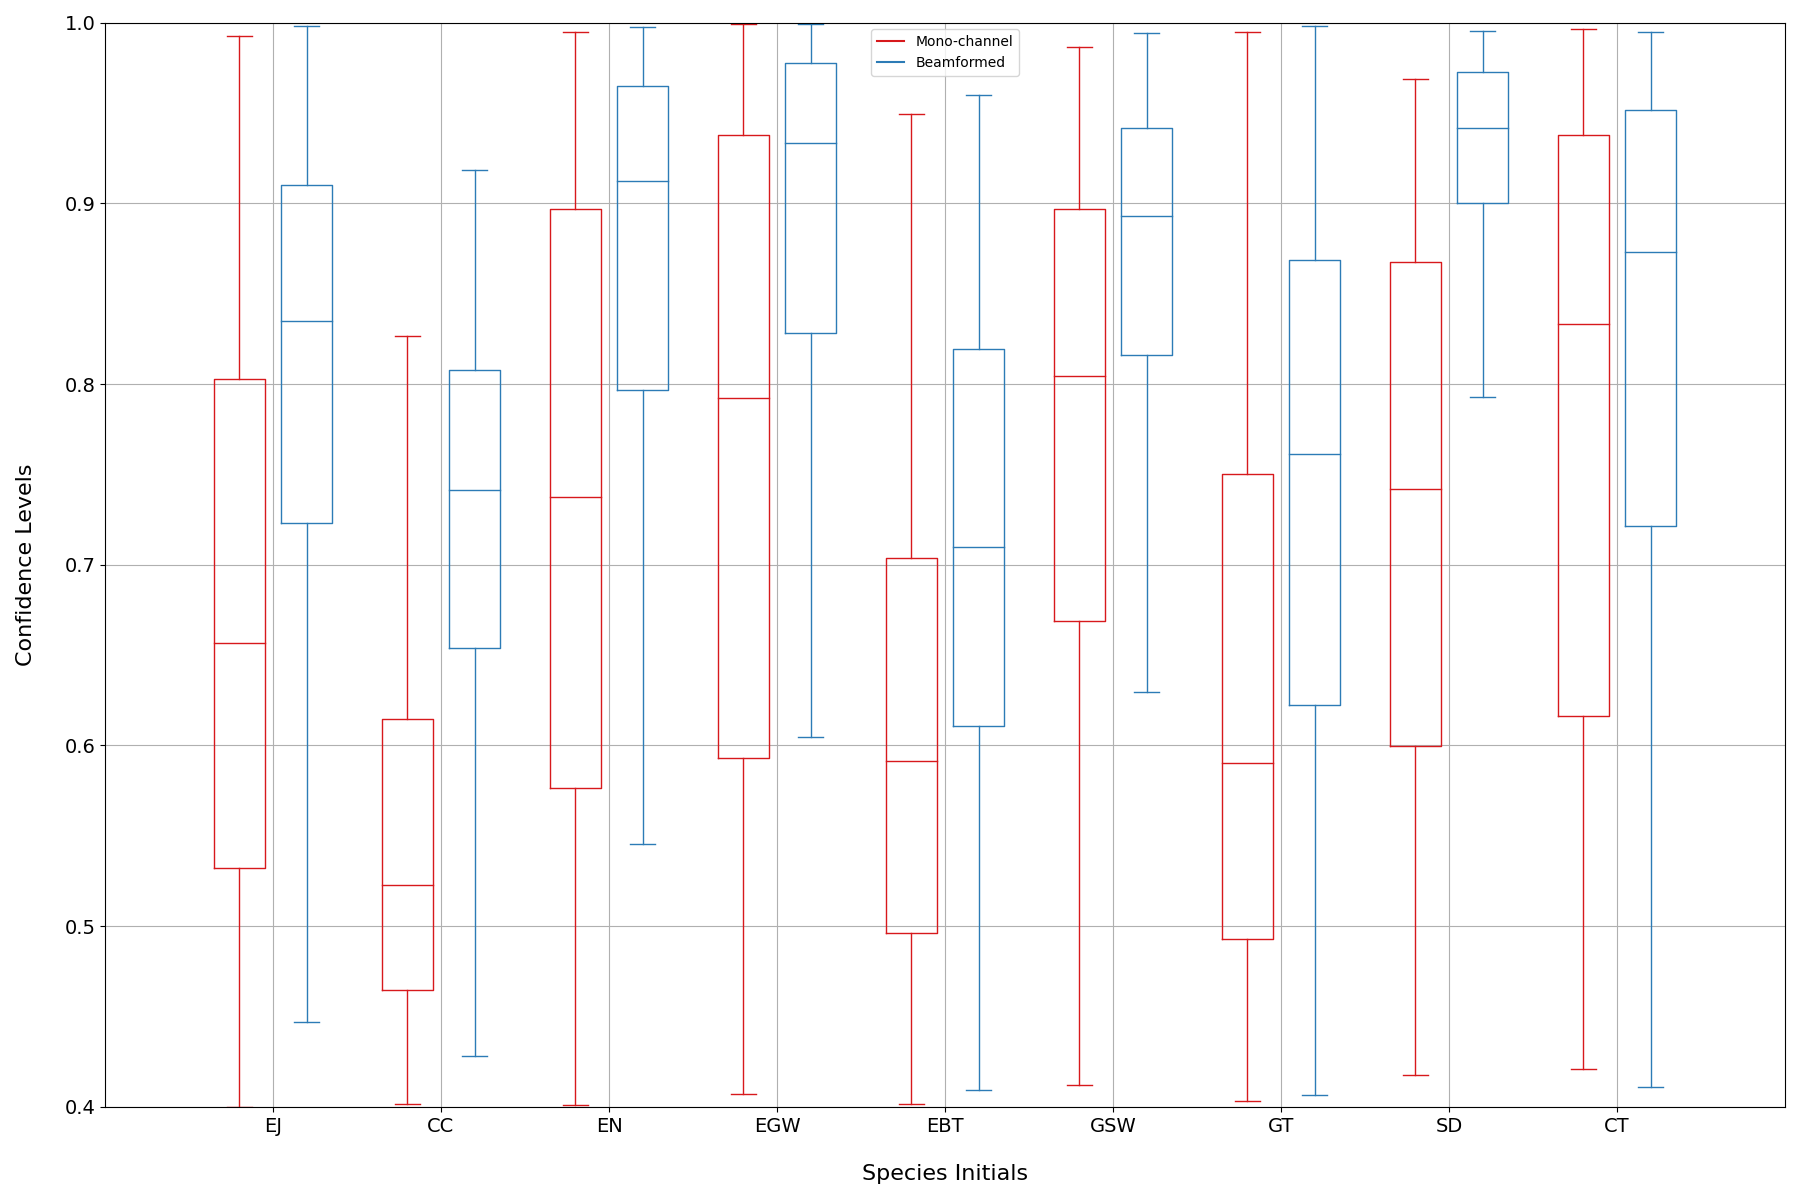 Mono-channel
Beamformed
Confidence Levels
1.0
0.9
0.8
0.7
0.6
0.5
0.4
EJ CC EN EGW EBT GSW GT SD CT
Species Initials